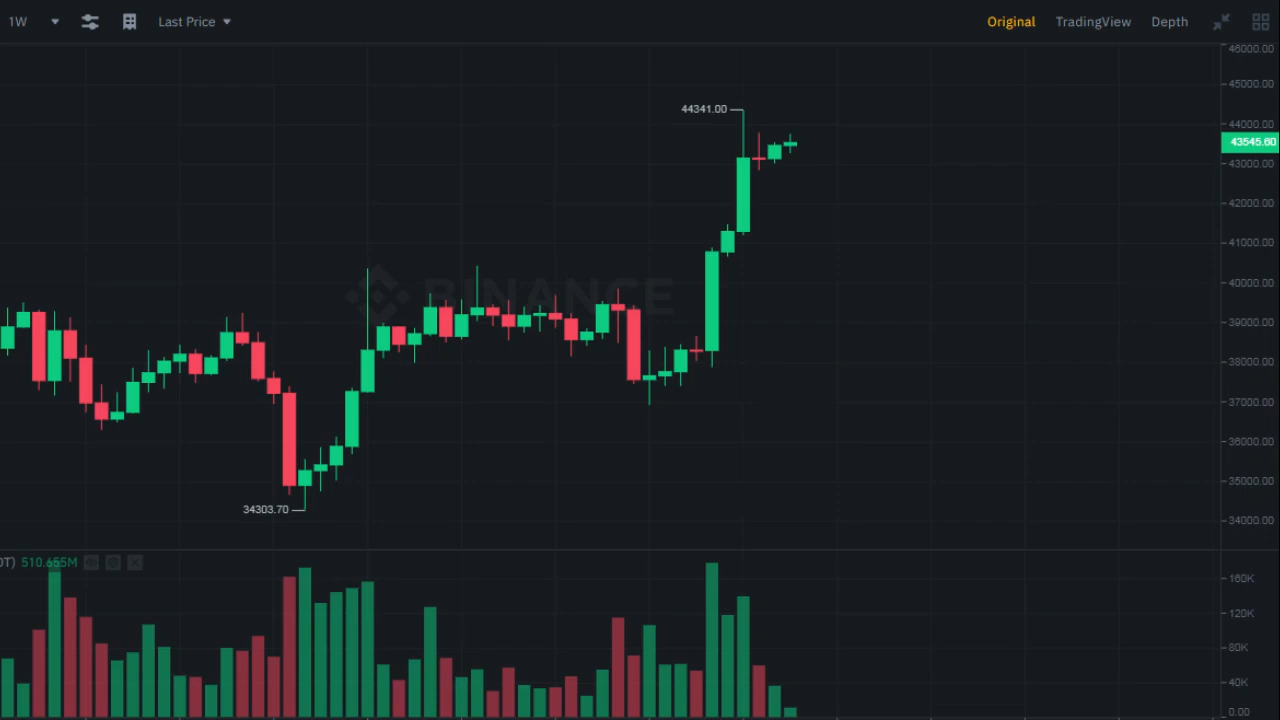 1W Last Price Original TradingView Depth
46000.00
45000.00
44341.00
44000.00
43545.60
43000.00
42000.00
41000.00
40000.00
BINANCE
39000.00
38000.00
37000.00
36000.00
35000.00
34303.70
34000.00
DT) 510.655M
160K
120K
80K
40K
0.00